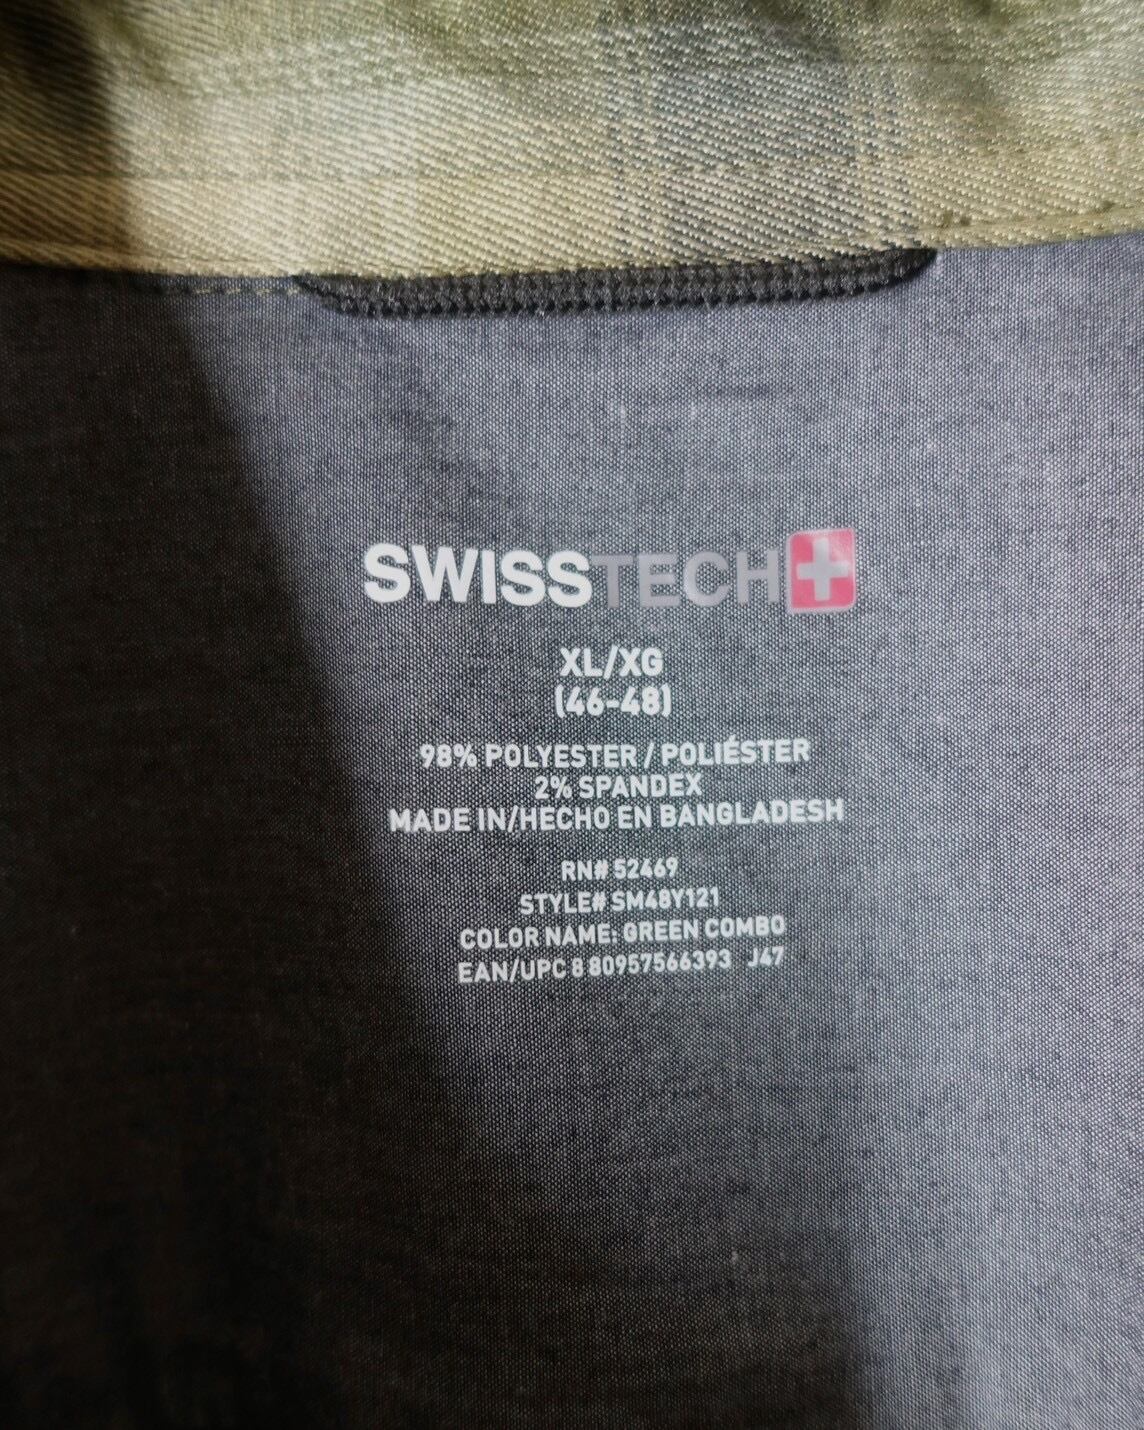 SWISSTECH
XL/XG
(46-48)
98% POLYESTER / POLIÉSTER
2% SPANDEX
MADE IN/HECHO EN BANGLADESH
RN# 52469
STYLE# SM48Y121
COLOR NAME: GREEN COMBO
EAN/UPC 8 80957566393 J47